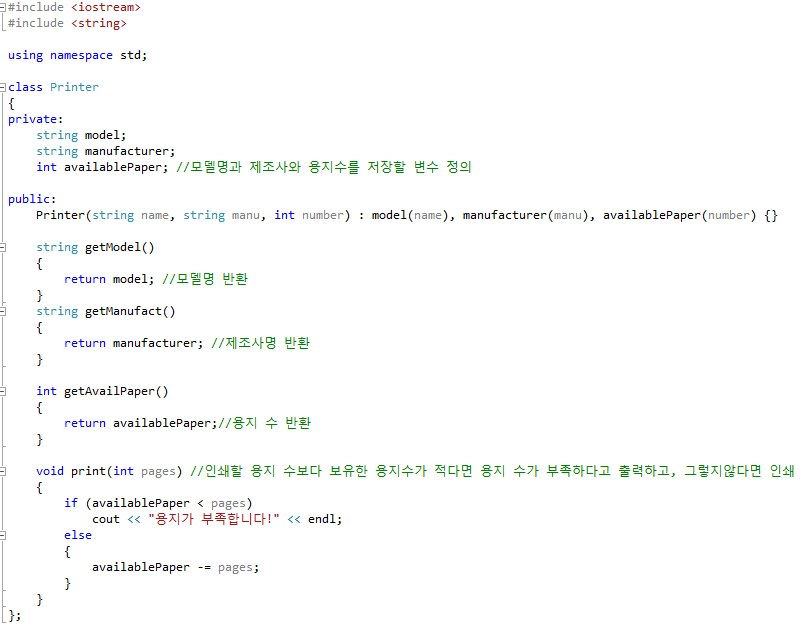 #include <iostream>
#include <string>
using namespace std;
class Printer
{
private:
string model;
string manufacturer;
int availablePaper; //모델명과 제조사와 용지수를 저장할 변수 정의
public:
Printer(string name, string manu, int number) : model(name), manufacturer(manu), availablePaper(number) {}
string getModel()
{
return model; //모델명 반환
}
string getManufact()
{
return manufacturer; //제조사명 반환
}
int getAvailPaper()
{
return availablePaper;//용지 수 반환
}
void print(int pages) //인쇄할 용지 수보다 보유한 용지수가 적다면 용지 수가 부족하다고 출력하고, 그렇지않다면 인쇄
{
if (availablePaper < pages)
cout << "용지가 부족합니다!" << endl;
else
{
availablePaper -= pages;
}
}
};